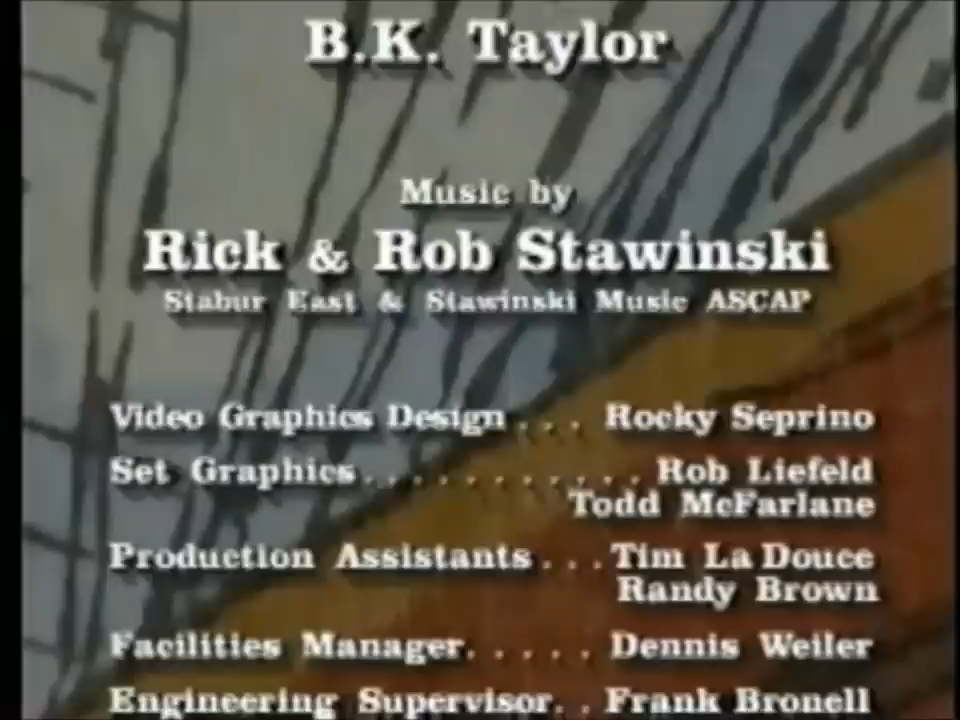 B.K. Taylor
Music by
Rick & Rob Stawinski
Stabur East & Stawinski Music ASCAP
Video Graphics Design . . . Rocky Seprino
Set Graphics . . . . . . . . . . . Rob Liefeld
Todd McFarlane
Production Assistants . . . Tim La Douce
Randy Brown
Facilities Manager. . . . . Dennis Weiler
Engineering Supervisor. . Frank Bronell